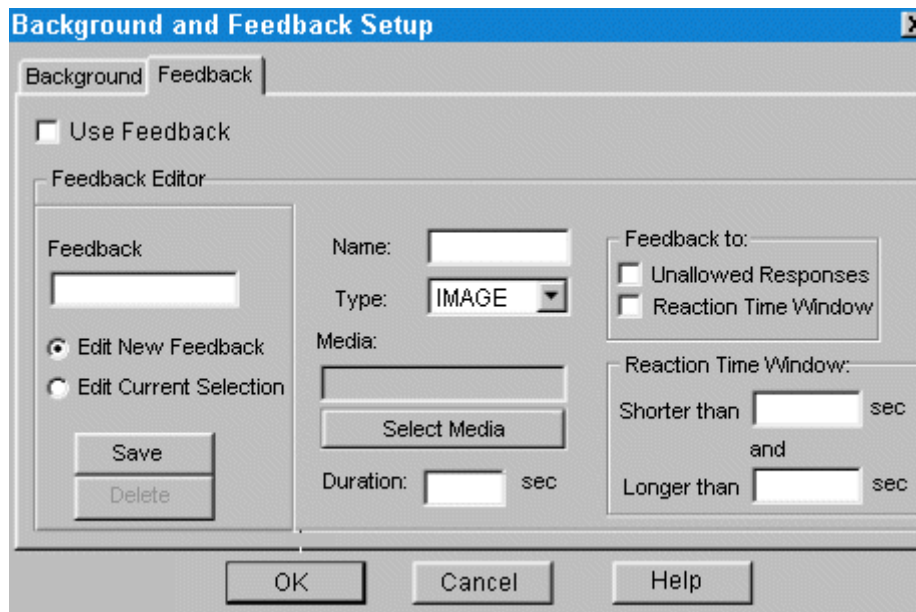 Background and Feedback Setup
Background Feedback
Use Feedback
Feedback Editor
Feedback
Edit New Feedback
Edit Current Selection
Save
Delete
Name:
Type: IMAGE
Media:
Select Media
Duration: sec
Feedback to:
Unallowed Responses
Reaction Time Window
Reaction Time Window:
Shorter than sec
and
Longer than sec
OK Cancel Help